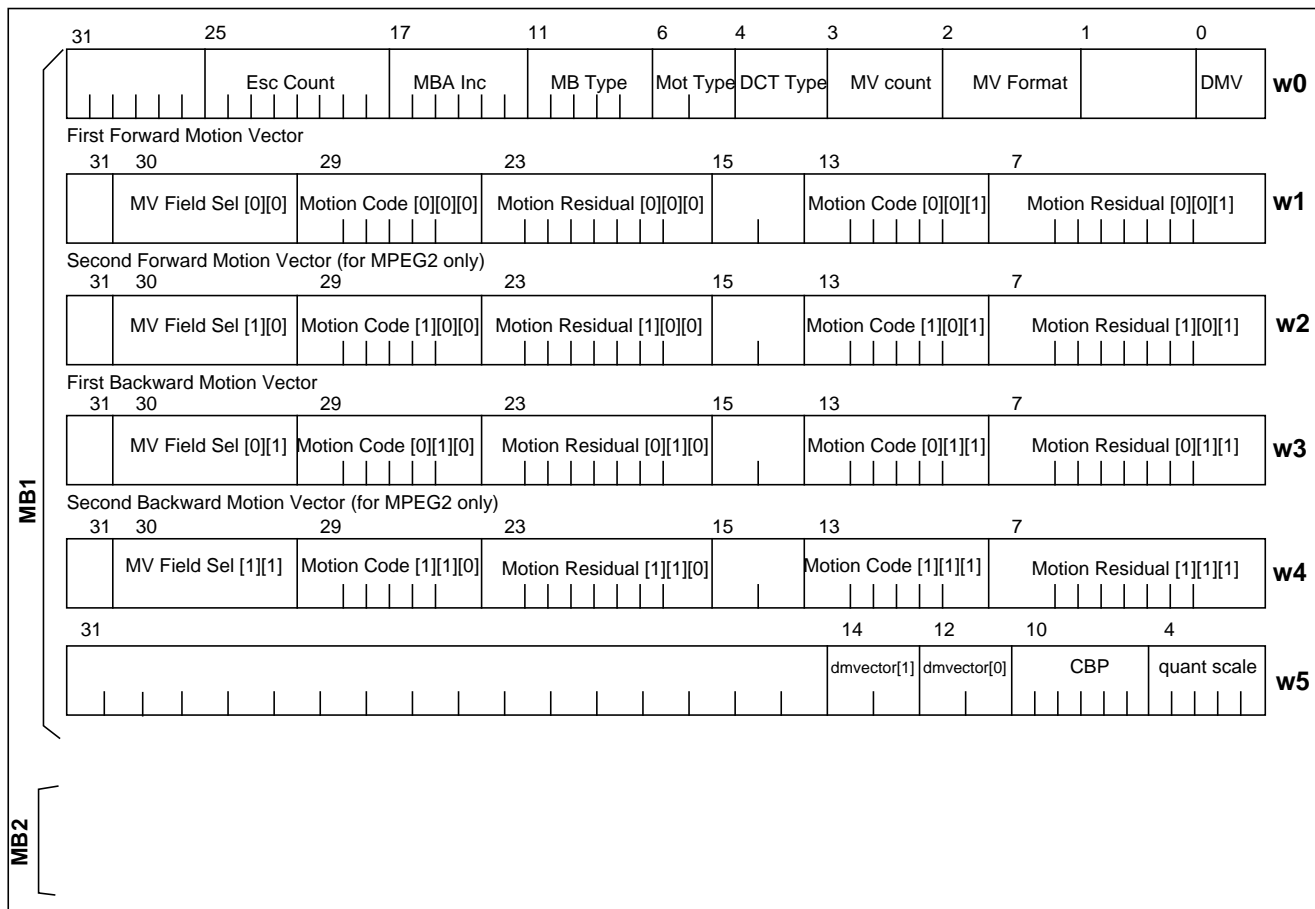 31 25 17 11 6 4 3 2 1 0
Esc Count MBA Inc MB Type Mot Type DCT Type MV count MV Format DMV w0
First Forward Motion Vector
31 30 29 23 15 13 7
MV Field Sel [0][0] Motion Code [0][0][0] Motion Residual [0][0][0] Motion Code [0][0][1] Motion Residual [0][0][1] w1
Second Forward Motion Vector (for MPEG2 only)
31 30 29 23 15 13 7
MV Field Sel [1][0] Motion Code [1][0][0] Motion Residual [1][0][0] Motion Code [1][0][1] Motion Residual [1][0][1] w2
First Backward Motion Vector
31 30 29 23 15 13 7
MV Field Sel [0][1] Motion Code [0][1][0] Motion Residual [0][1][0] Motion Code [0][1][1] Motion Residual [0][1][1] w3
Second Backward Motion Vector (for MPEG2 only)
31 30 29 23 15 13 7
MV Field Sel [1][1] Motion Code [1][1][0] Motion Residual [1][1][0] Motion Code [1][1][1] Motion Residual [1][1][1] w4
31 14 12 10 4
dmvector[1] dmvector[0] CBP quant scale w5
MB1
MB2